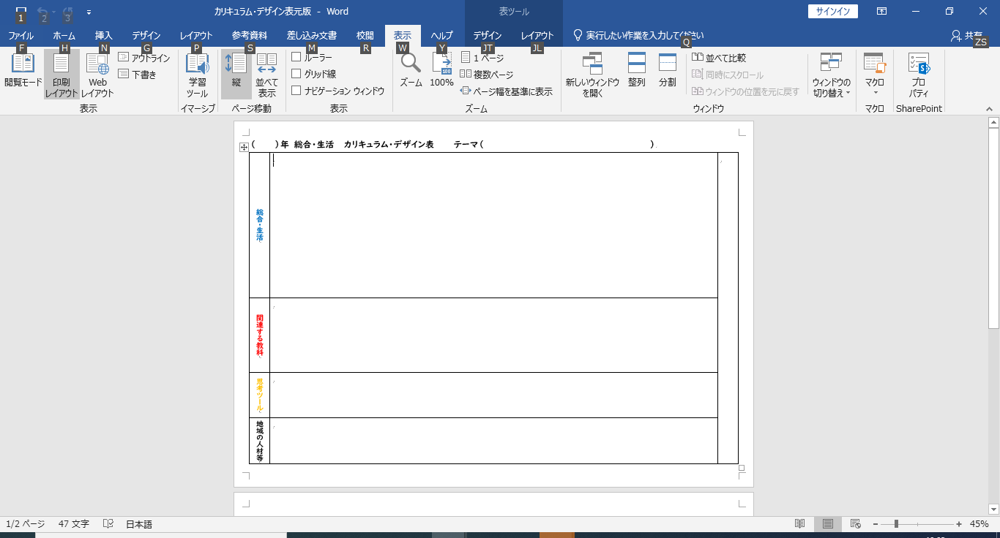 カリキュラム・デザイン表元版 - Word
表ツール
サインイン
1 2 3
ファイル ホーム 挿入 デザイン レイアウト 参考資料 差し込み文書 校閲 表示 ヘルプ デザイン レイアウト 実行したい作業を入力してください 共有
F H N G P S M R W Y JT JL Q ZS
閲覧モード
印刷
レイアウト
Web
レイアウト
アウトライン
下書き
表示
学習
ツール
イマーシブ
縦
並べて
表示
ページ移動
ルーラー
グリッド線
ナビゲーション ウィンドウ
表示
ズーム
100
100%
1 ページ
複数ページ
ページ幅を基準に表示
ズーム
新しいウィンドウ
を開く
整列
分割
並べて比較
同時にスクロール
ウィンドウの位置を元に戻す
ウィンドウの
切り替え
ウィンドウ
マクロ
マクロ
プロ
パティ
SharePoint
( )年 総合・生活 カリキュラム・デザイン表 テーマ( )
総合・生活
関連する教科
思考ツール
地域の人材等
1/2 ページ 47 文字 日本語
45%